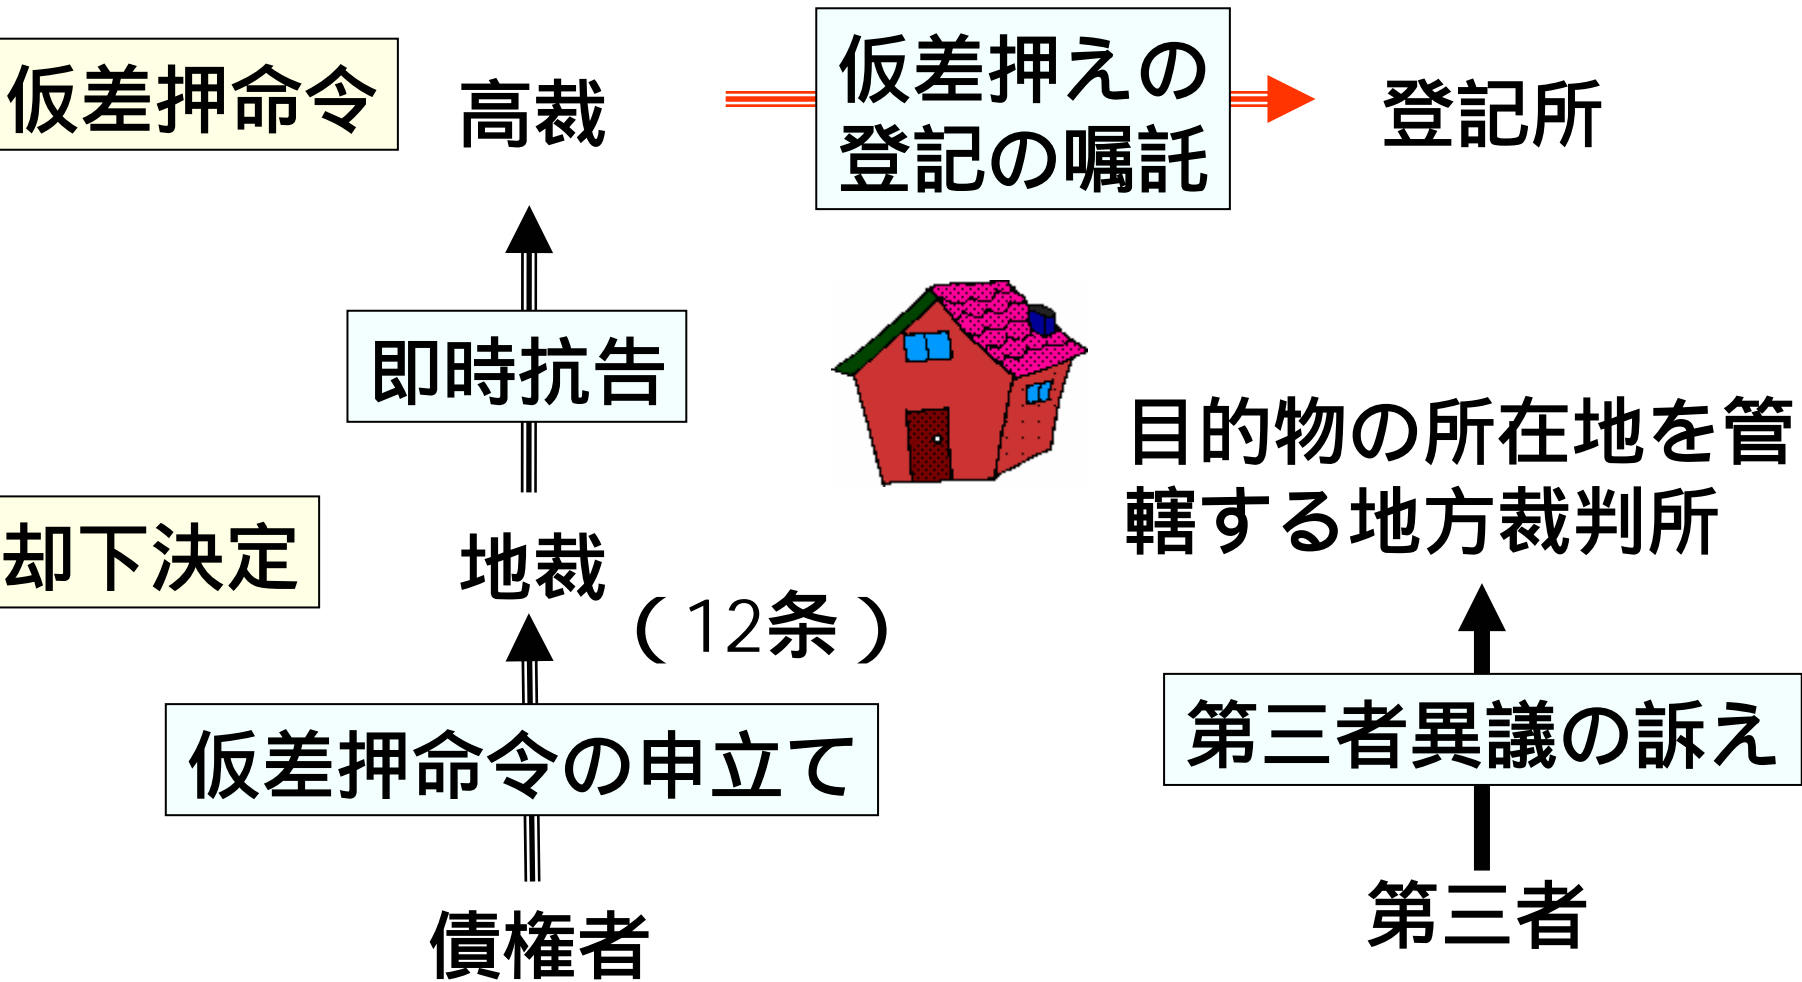 仮差押命令
高裁
仮差押えの
登記の嘱託
登記所
即時抗告
目的物の所在地を管
轄する地方裁判所
却下決定
地裁
（12条）
仮差押命令の申立て
第三者異議の訴え
債権者
第三者